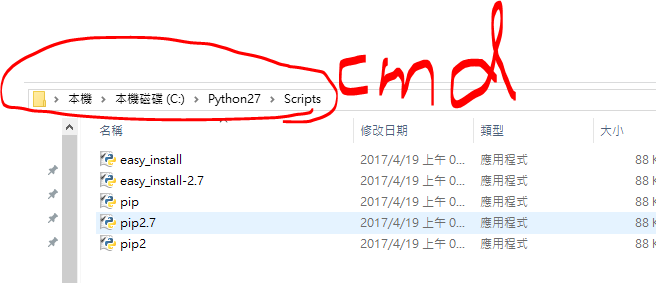 cmd
本機 > 本機磁碟 (C:) > Python27 > Scripts
名稱 修改日期 類型 大小
easy_install 2017/4/19 上午 0... 應用程式 88 K
easy_install-2.7 2017/4/19 上午 0... 應用程式 88 K
pip 2017/4/19 上午 0... 應用程式 88 K
pip2.7 2017/4/19 上午 0... 應用程式 88 K
pip2 2017/4/19 上午 0... 應用程式 88 K